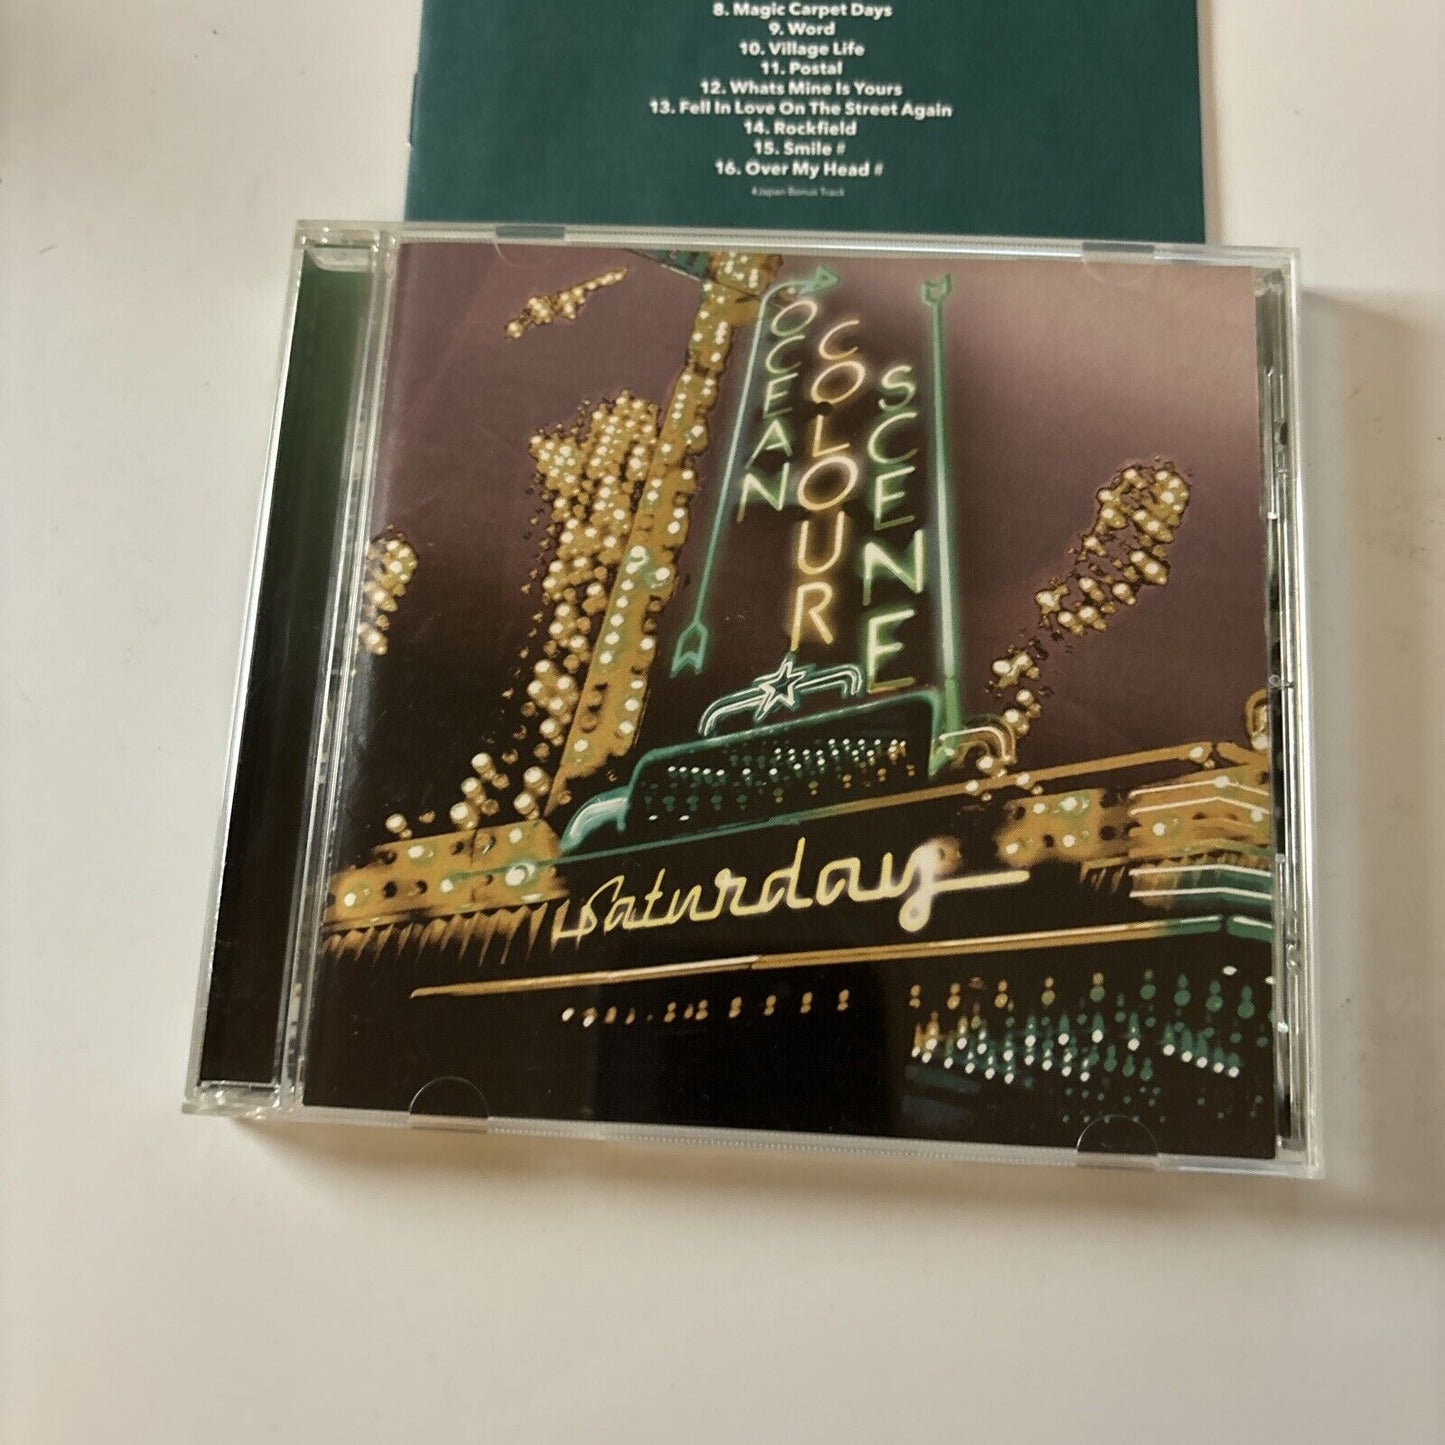 8. Magic Carpet Days
9. Word
10. Village Life
11. Postal
12. Whats Mine Is Yours
13. Fell In Love On The Street Again
14. Rockfield
15. Smile #
16. Over My Head #
#Japan Bonus Track
OCEAN
COLOUR
SCENE
Saturday